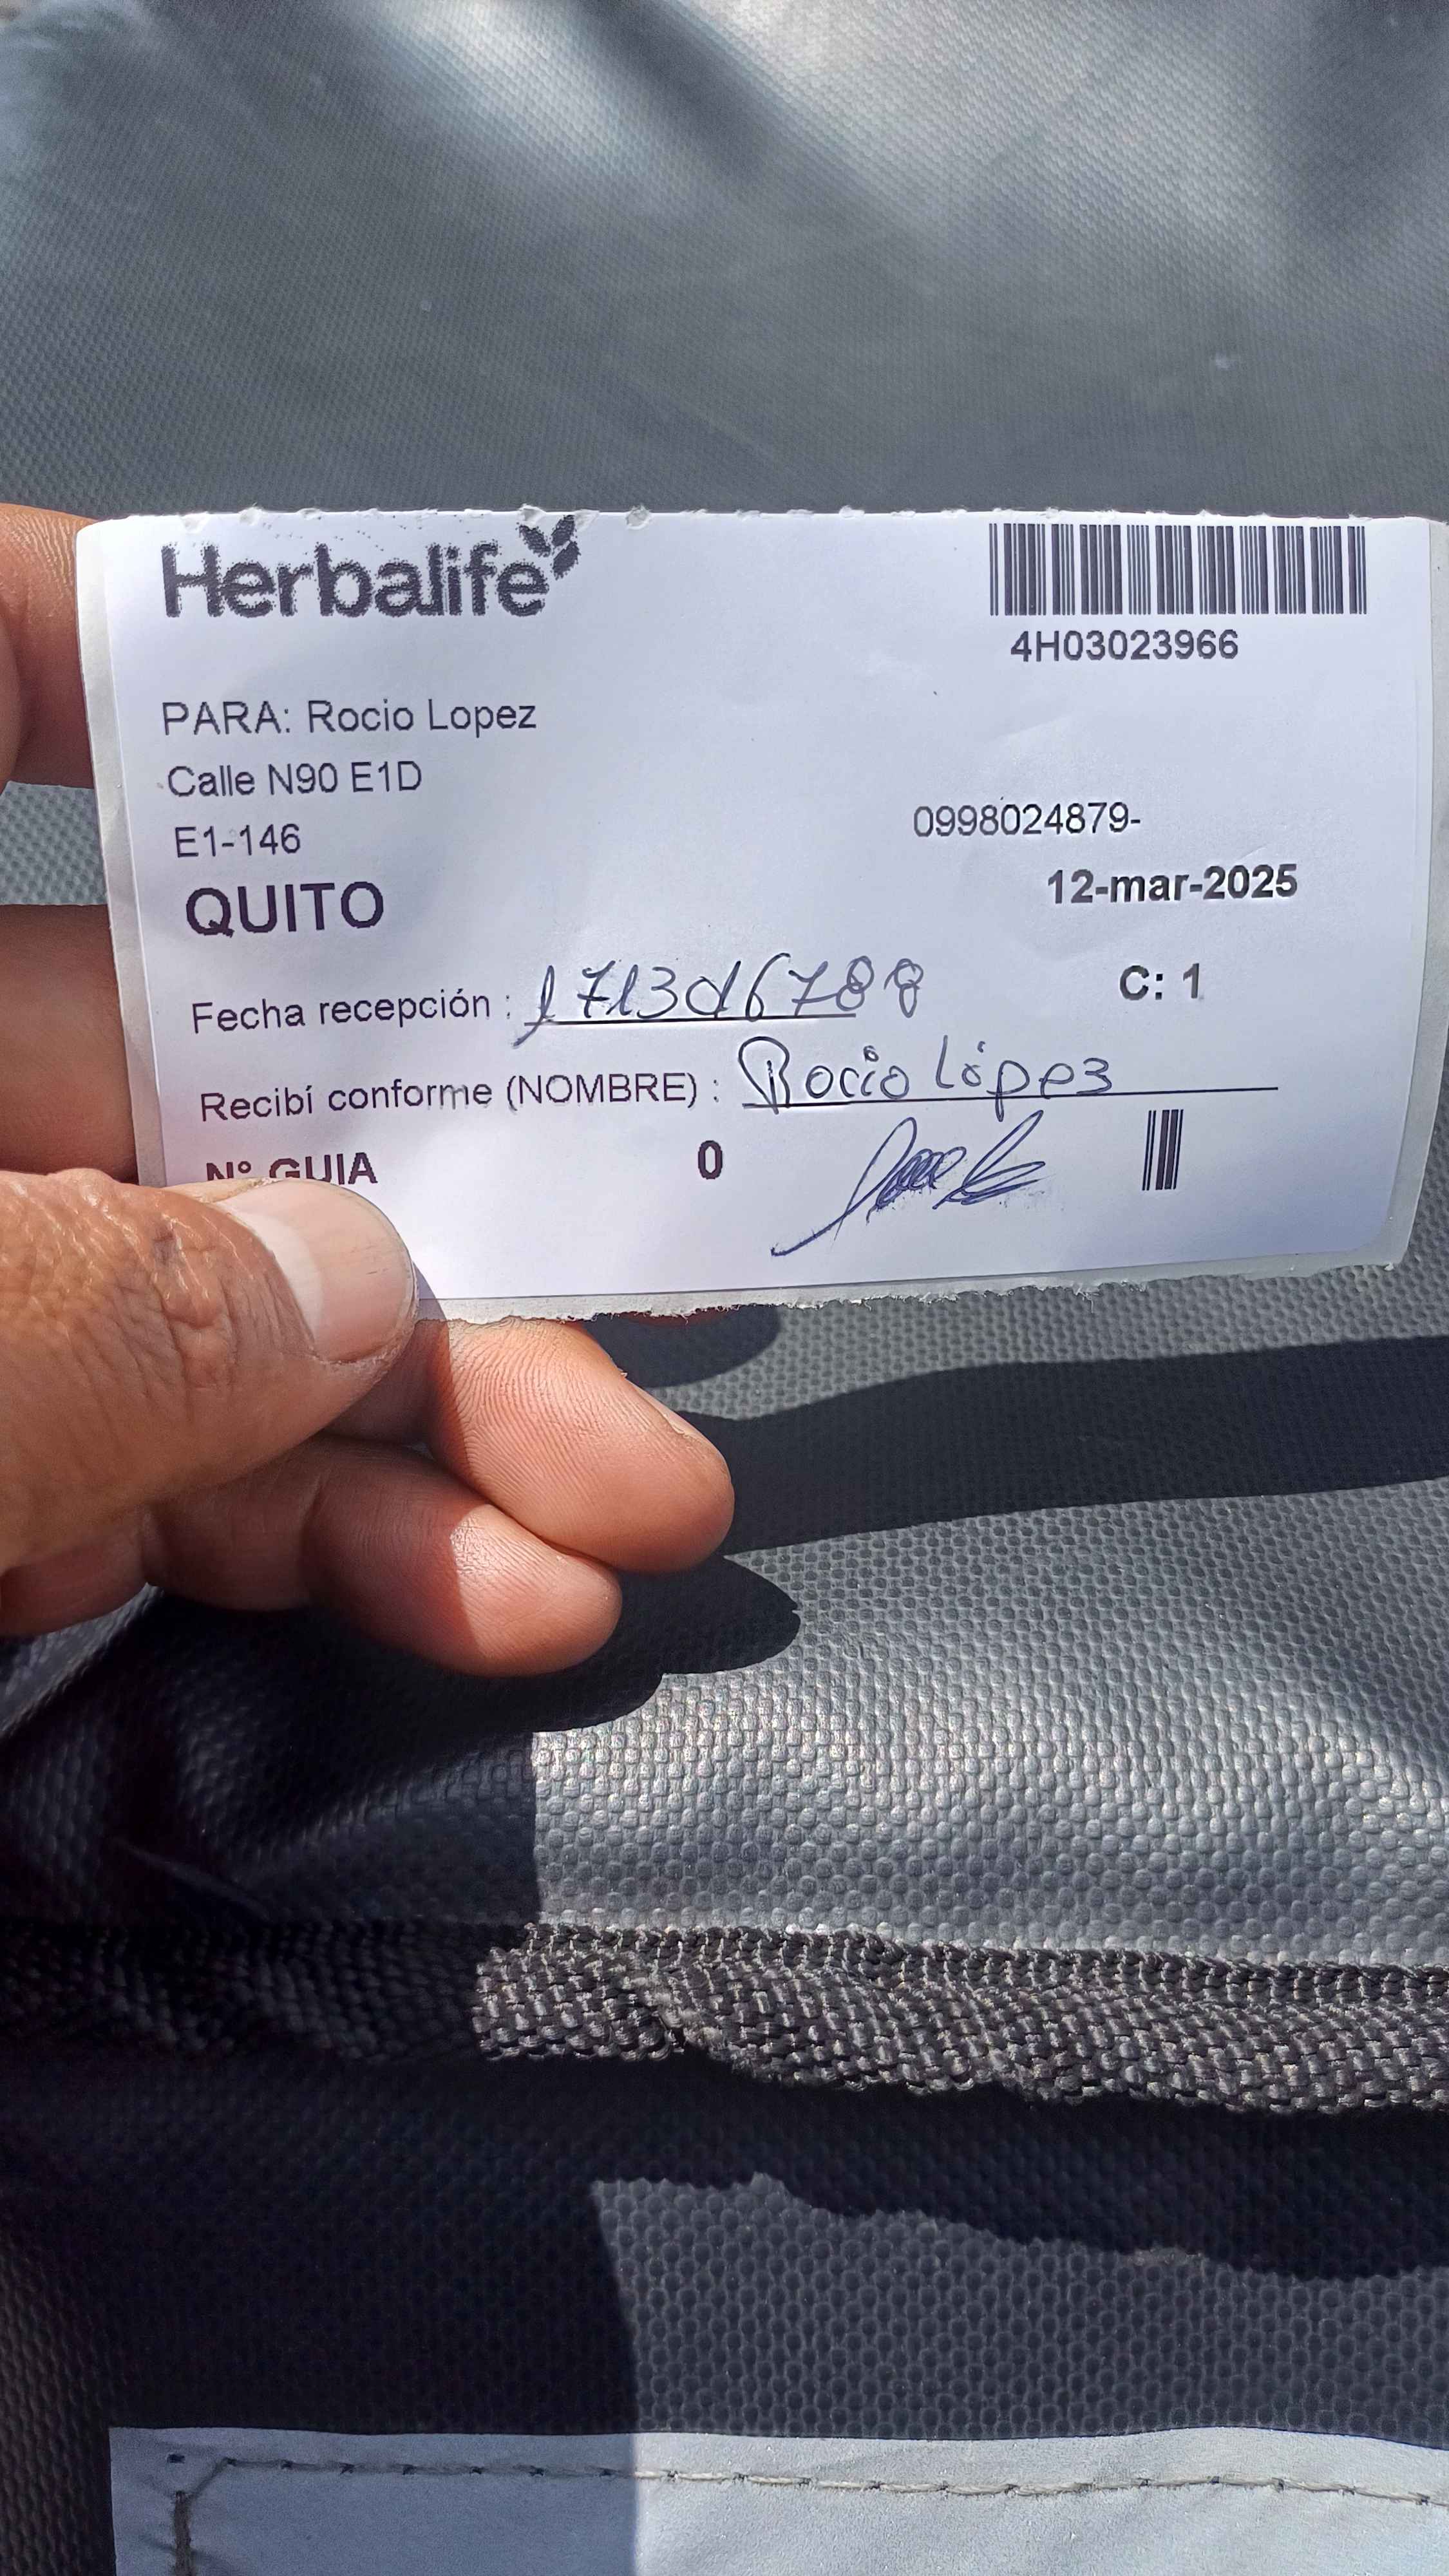 Herbalife
4H03023966
PARA: Rocio Lopez
Calle N90 E1D
E1-146
0998024879-
QUITO
12-mar-2025
Fecha recepción :
C: 1
Recibí conforme (NOMBRE) : Rocio López
Nº GUIA 0